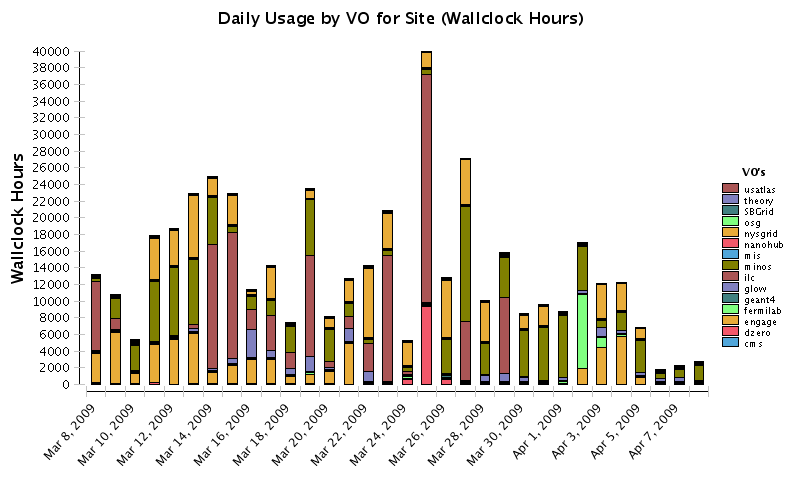 Daily Usage by VO for Site (Wallclock Hours)
Wallclock Hours
40000
38000
36000
34000
32000
30000
28000
26000
24000
22000
20000
18000
16000
14000
12000
10000
8000
6000
4000
2000
0
Mar 8, 2009
Mar 10, 2009
Mar 12, 2009
Mar 14, 2009
Mar 16, 2009
Mar 18, 2009
Mar 20, 2009
Mar 22, 2009
Mar 24, 2009
Mar 26, 2009
Mar 28, 2009
Mar 30, 2009
Apr 1, 2009
Apr 3, 2009
Apr 5, 2009
Apr 7, 2009
VO's
usatlas
theory
SBGrid
osg
nysgrid
nanohub
mis
minos
ilc
glow
geant4
fermilab
engage
dzero
cms